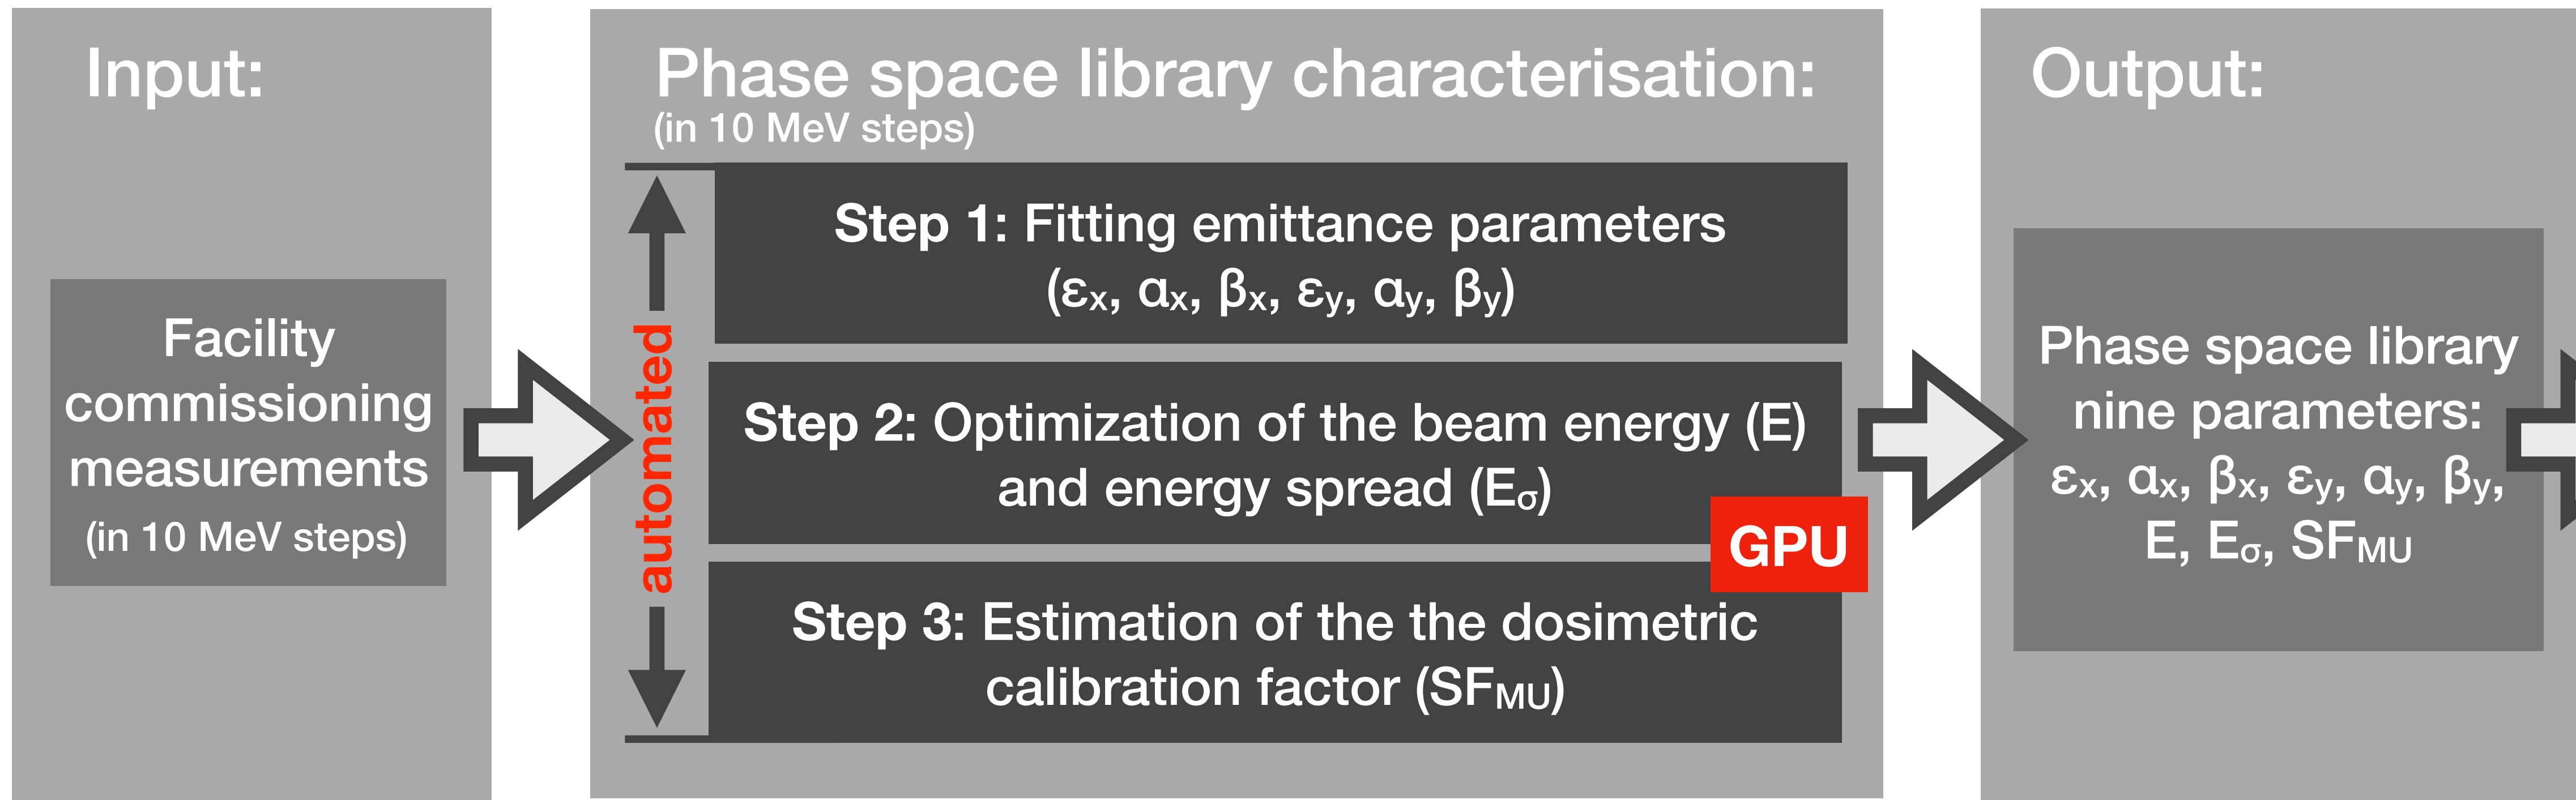 Input:
Facility
commissioning
measurements
(in 10 MeV steps)
Phase space library characterisation:
(in 10 MeV steps)
automated
Step 1: Fitting emittance parameters
(εx, αx, βx, εy, αy, βy)
Step 2: Optimization of the beam energy (E)
and energy spread (Eσ)
GPU
Step 3: Estimation of the the dosimetric
calibration factor (SFMU)
Output:
Phase space library
nine parameters:
εx, αx, βx, εy, αy, βy,
E, Eσ, SFMU